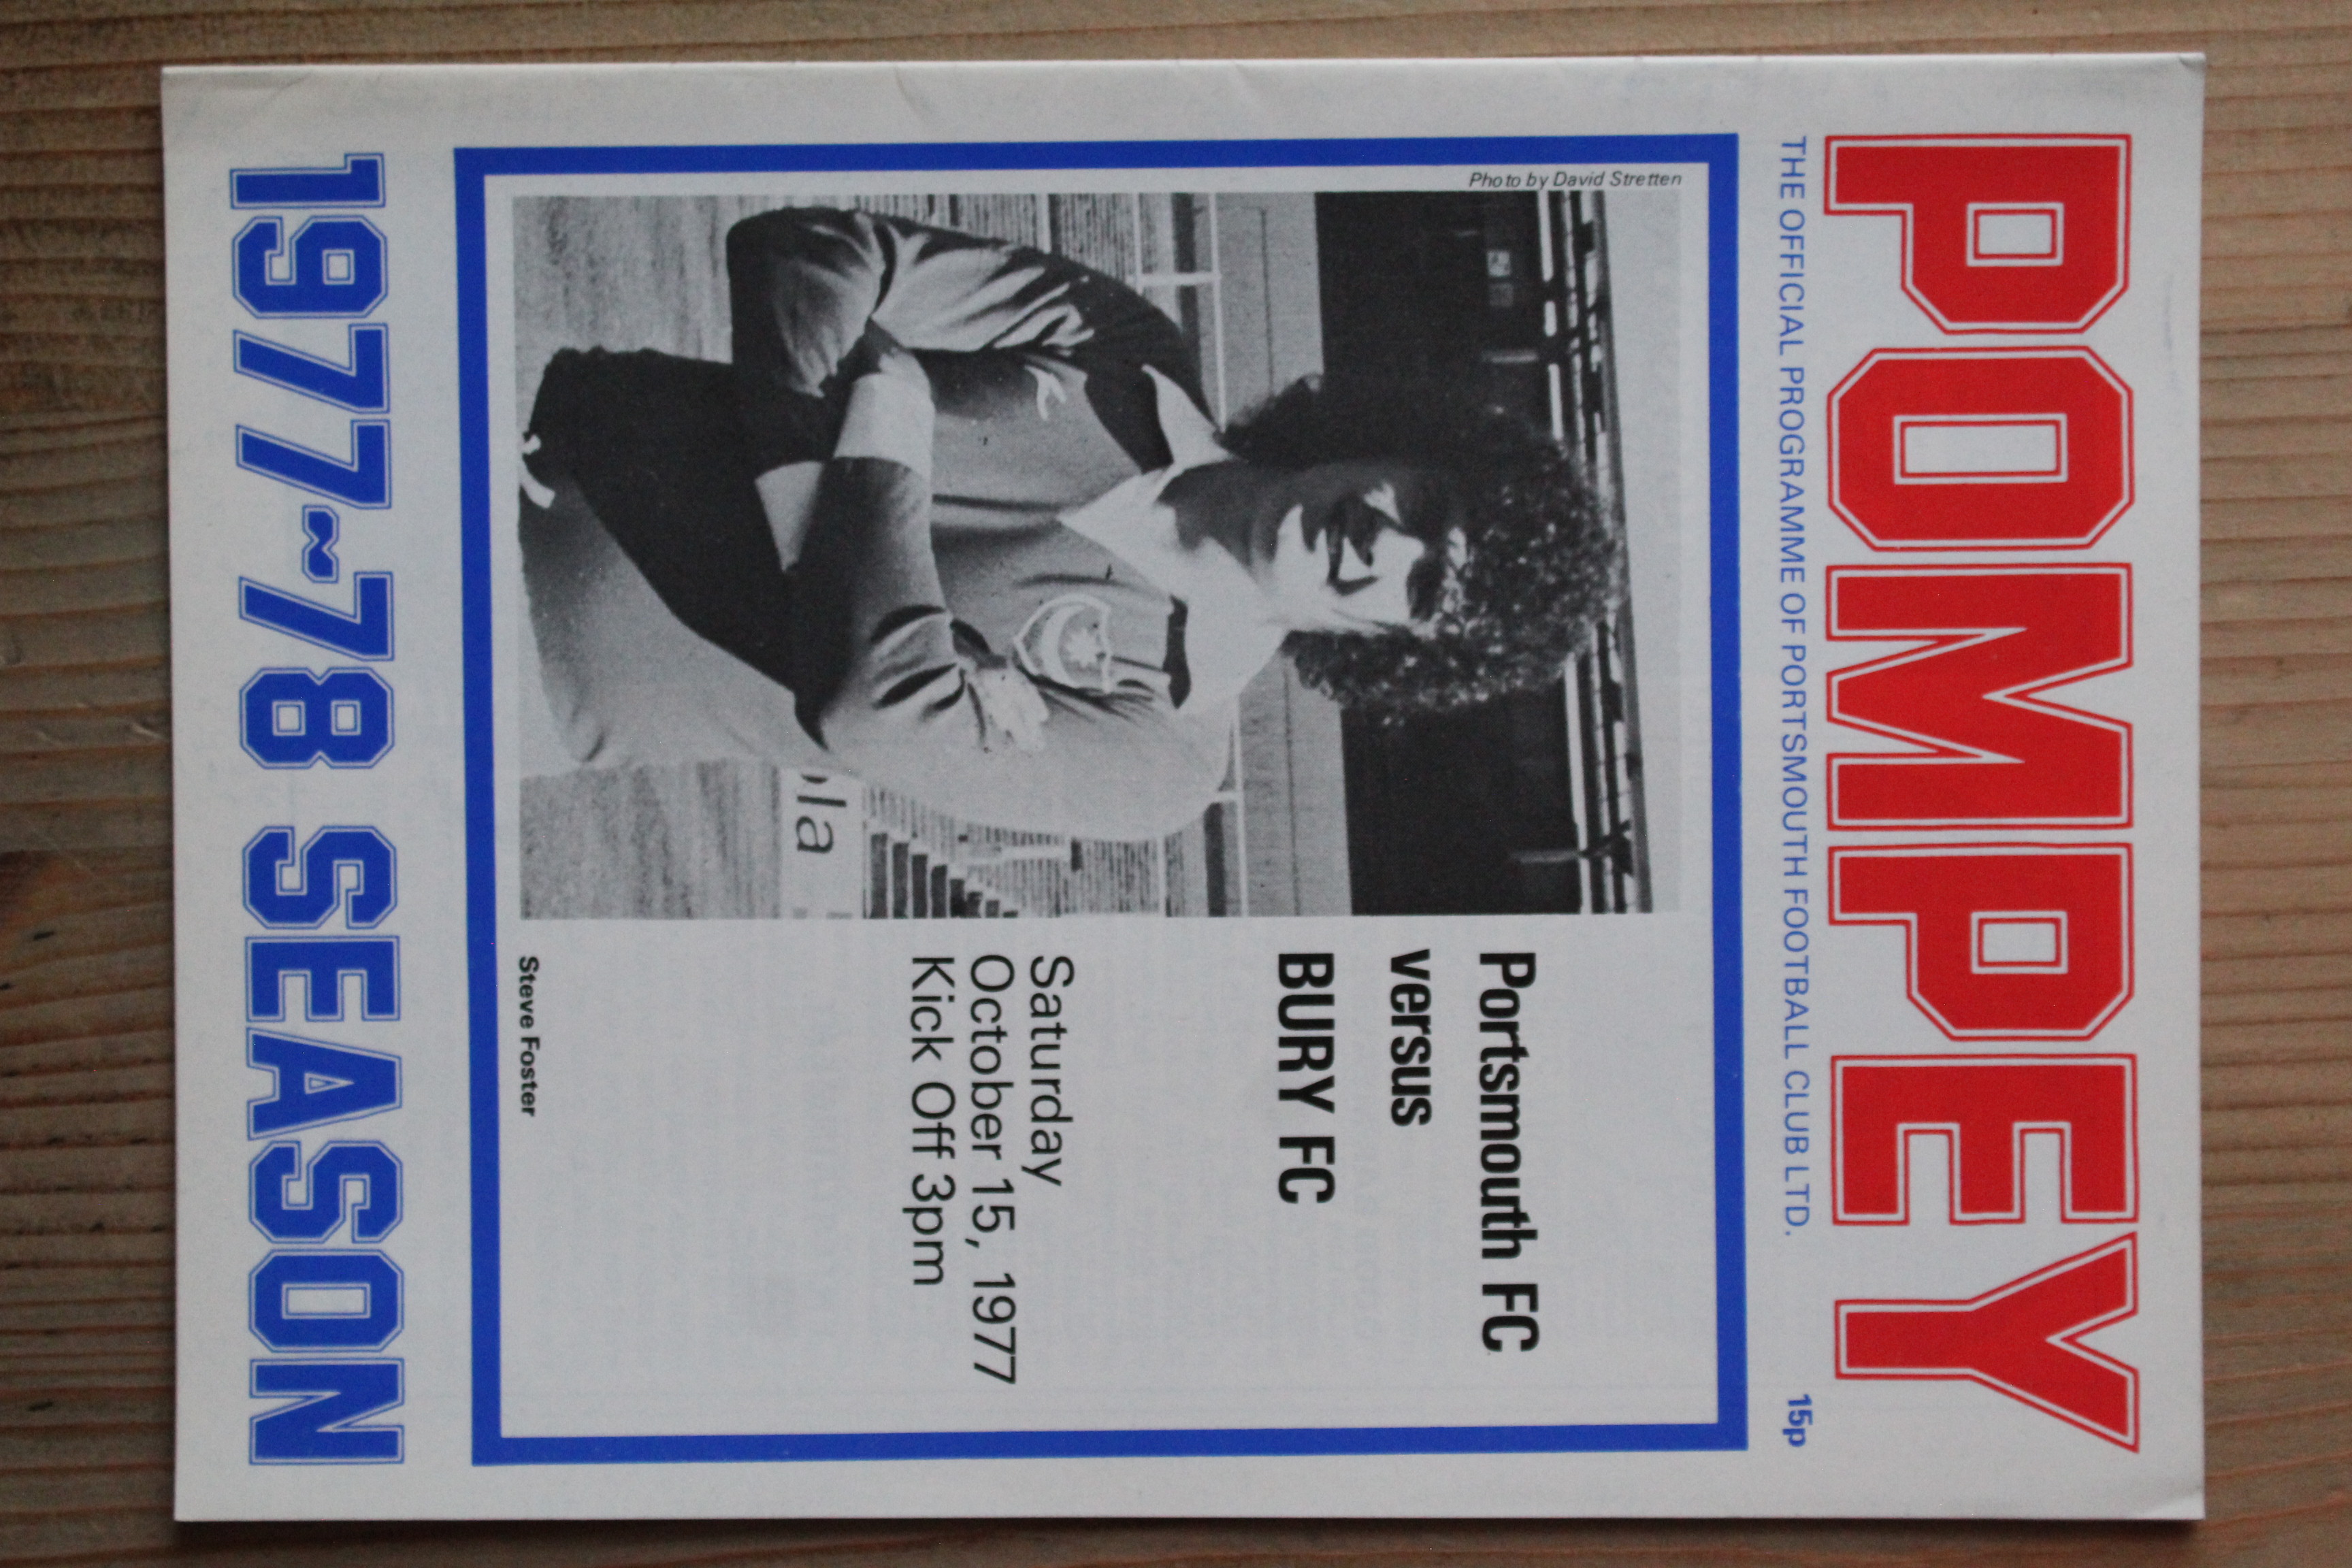 POMPEY
THE OFFICIAL PROGRAMME OF PORTSMOUTH FOOTBALL CLUB LTD.
15p
Photo by David Stretten
ola
Portsmouth FC
versus
BURY FC
Saturday
October 15, 1977
Kick Off 3pm
Steve Foster
1977~78 SEASON